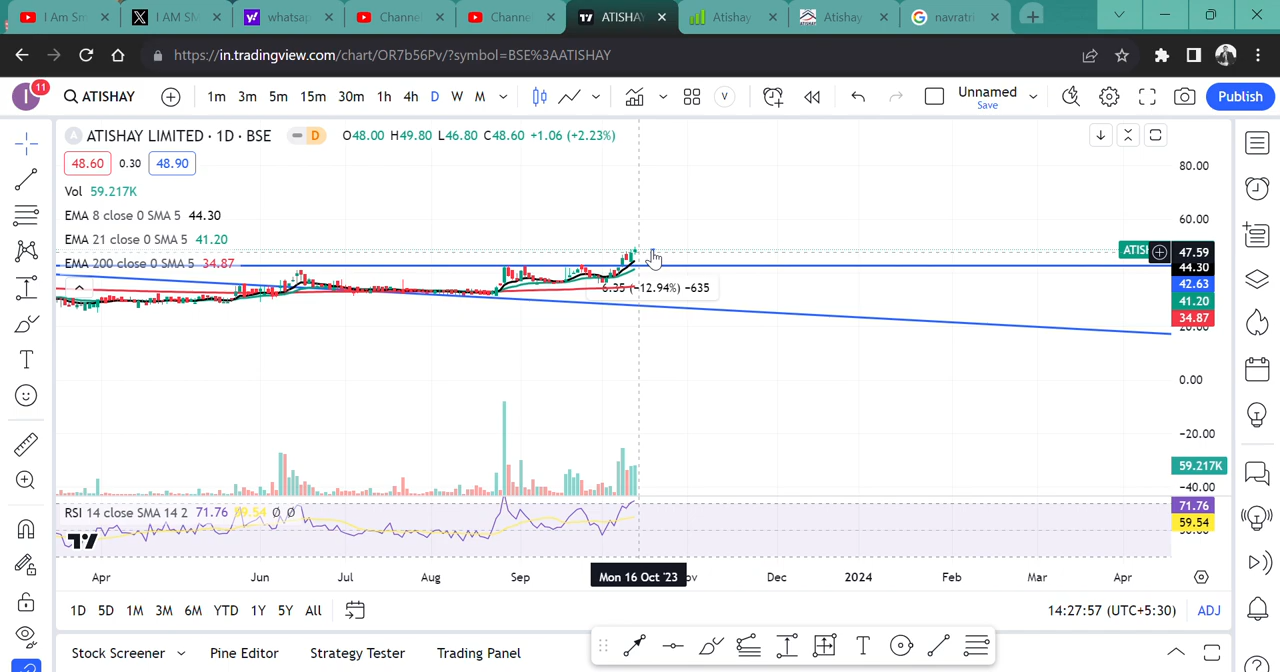 I Am Sm
I AM SM
whatsap
Channel
Channe
ATISHAY
Atishay
Atishay
navratri
https://in.tradingview.com/chart/OR7b56Pv/?symbol=BSE%3AATISHAY
I 11 ATISHAY 1m 3m 5m 15m 30m 1h 4h D W M V Unnamed Save Publish
A ATISHAY LIMITED · 1D · BSE D O48.00 H49.80 L46.80 C48.60 +1.06 (+2.23%)
48.60 0.30 48.90
Vol 59.217K
EMA 8 close 0 SMA 5 44.30
EMA 21 close 0 SMA 5 41.20
EMA 200 close 0 SMA 5 34.87
(−12.94%) −635
80.00
60.00
ATISH 47.59
44.30
42.63
41.20
34.87
0.00
−20.00
59.217K
−40.00
RSI 14 close SMA 14 2 71.76 59.54 0 0
71.76
59.54
Apr Jun Jul Aug Sep Mon 16 Oct '23 ov Dec 2024 Feb Mar Apr
1D 5D 1M 3M 6M YTD 1Y 5Y All 14:27:57 (UTC+5:30) ADJ
Stock Screener Pine Editor Strategy Tester Trading Panel